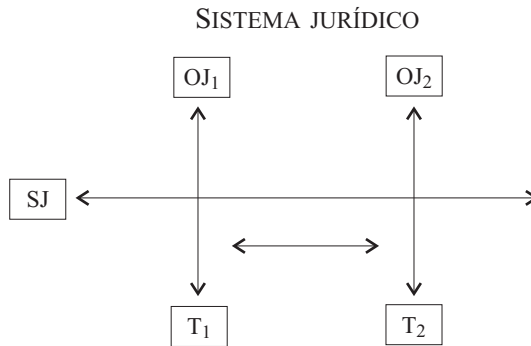 SISTEMA JURÍDICO
OJ₁ OJ₂
SJ
T₁ T₂